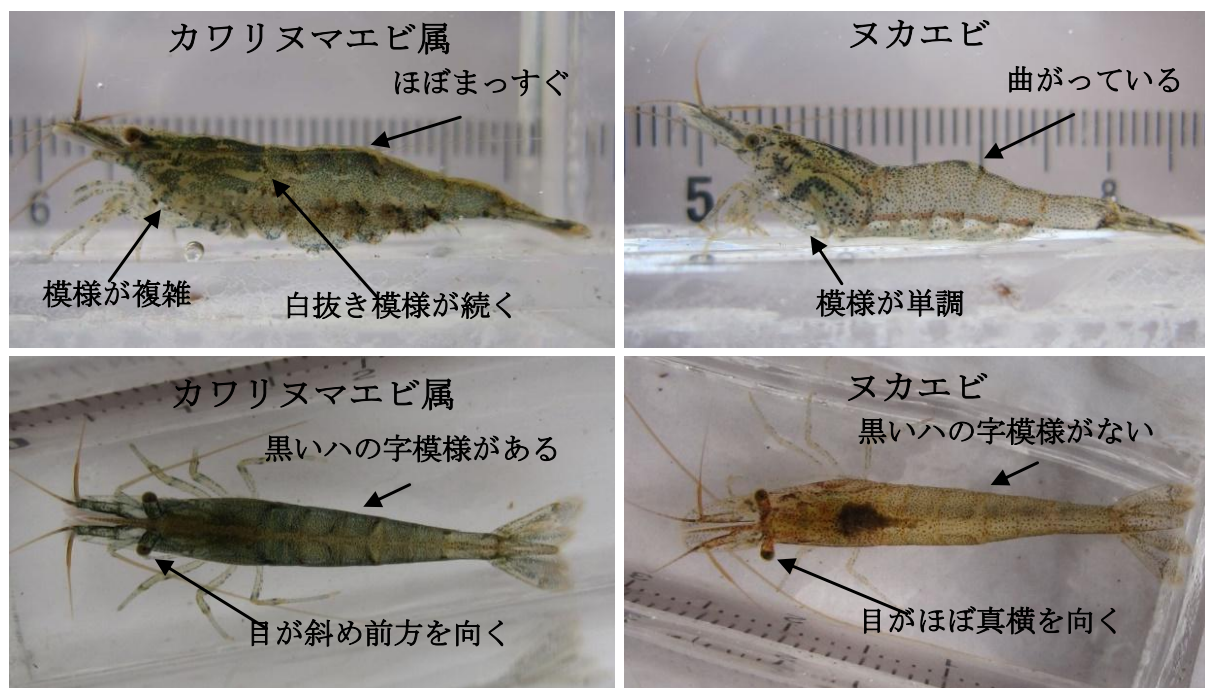 カワリヌマエビ属
ほぼまっすぐ
6
模様が複雑
白抜き模様が続く
ヌカエビ
曲がっている
5
8
模様が単調
カワリヌマエビ属
黒いハの字模様がある
目が斜め前方を向く
ヌカエビ
黒いハの字模様がない
目がほぼ真横を向く